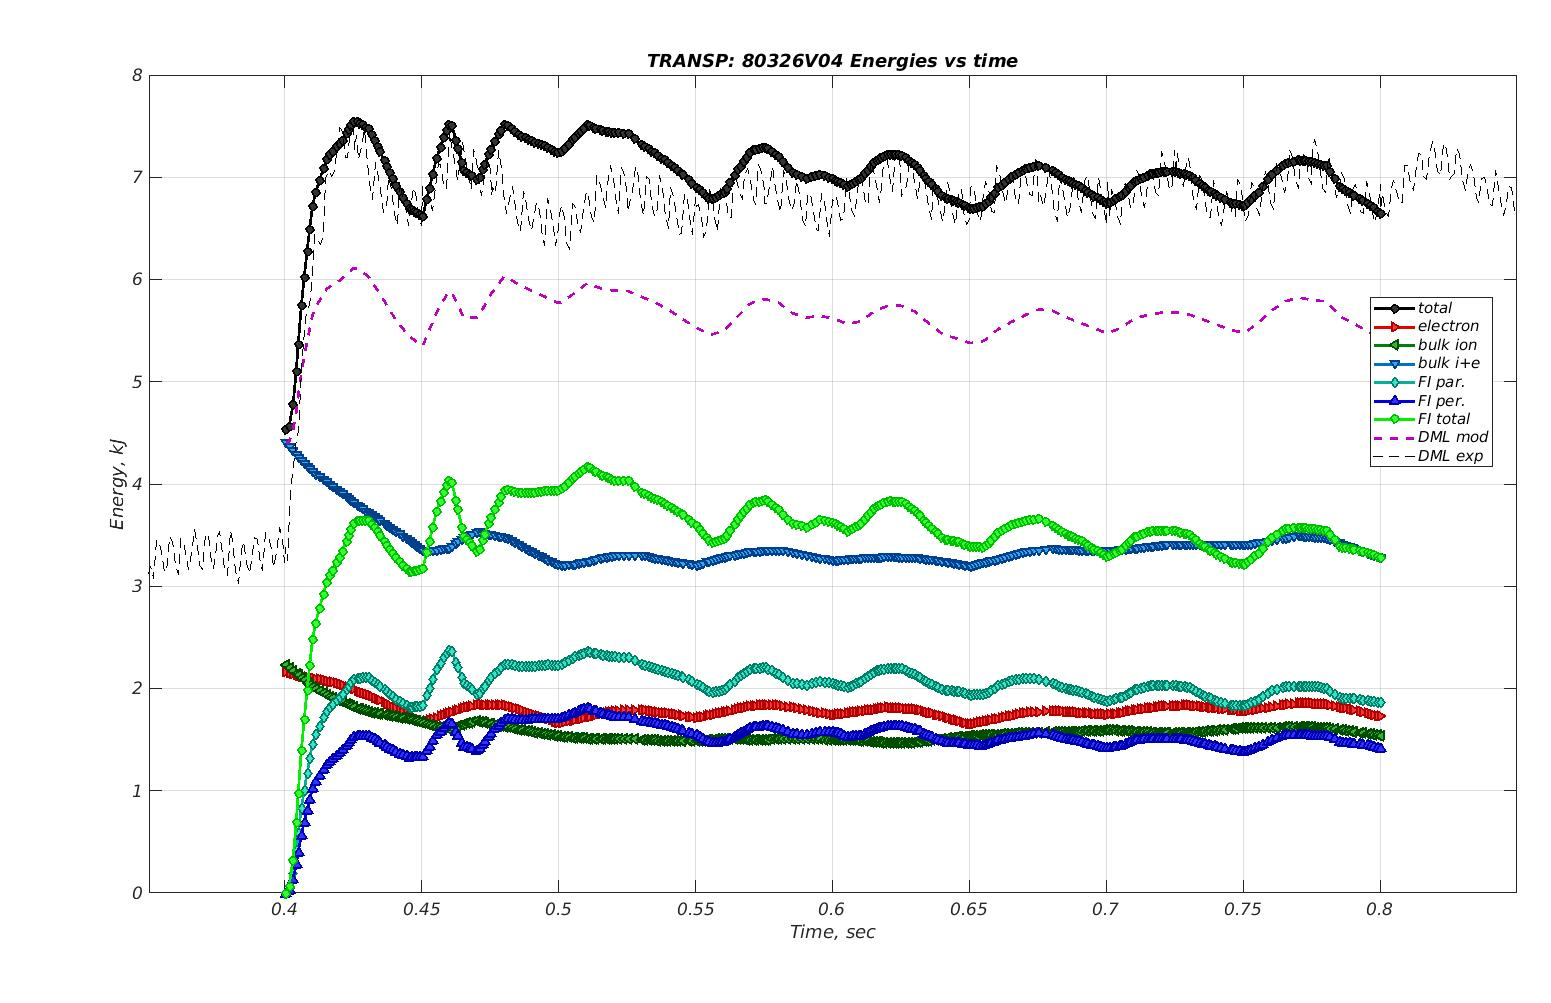 TRANSP: 80326V04 Energies vs time
8
7
6
5
4
3
2
1
0
Energy, kJ
total
electron
bulk ion
bulk i+e
FI par.
FI per.
FI total
DML mod
DML exp
0.4 0.45 0.5 0.55 0.6 0.65 0.7 0.75 0.8
Time, sec